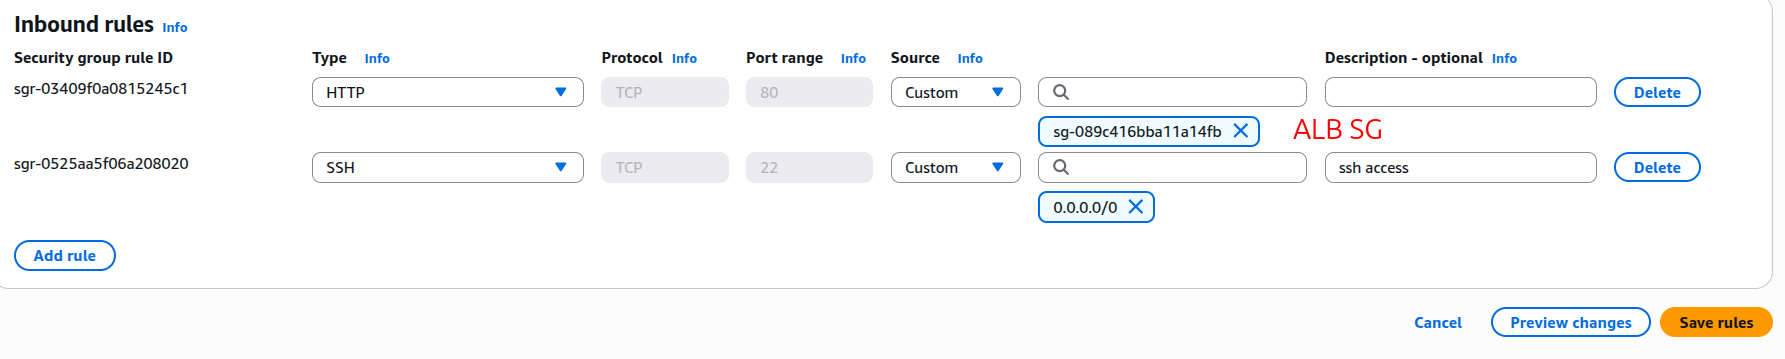 Inbound rules Info
Security group rule ID Type Info Protocol Info Port range Info Source Info Description - optional Info
sgr-03409f0a0815245c1 HTTP TCP 80 Custom Delete
sg-089c416bba11a14fb ALB SG
sgr-0525aa5f06a208020 SSH TCP 22 Custom ssh access Delete
0.0.0.0/0
Add rule
Cancel Preview changes Save rules